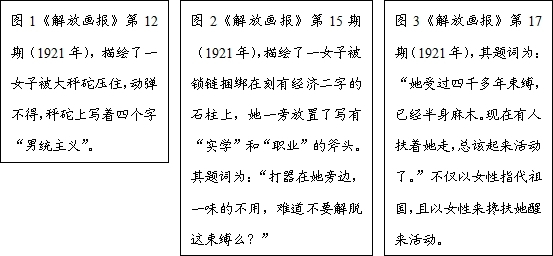 图 1《解放画报》第 12
期（1921 年），描绘了一
女子被大秤砣压住，动弹
不得，秤砣上写着四个字
“男统主义”。
图 2《解放画报》第 15 期
（1921 年），描绘了一女子被
锁链捆绑在刻有经济二字的
石柱上，她一旁放置了写有
“实学”和“职业”的斧头。
其题词为：“打器在她旁边，
一味的不用，难道不要解脱
这束缚么？”
图 3《解放画报》第 17
期（1921 年），其题词为：
“她受过四千多年束缚，
已经半身麻木。现在有人
扶着她走，总该起来活动
了。”不仅以女性指代祖
国，且以女性来搀扶她醒
来活动。